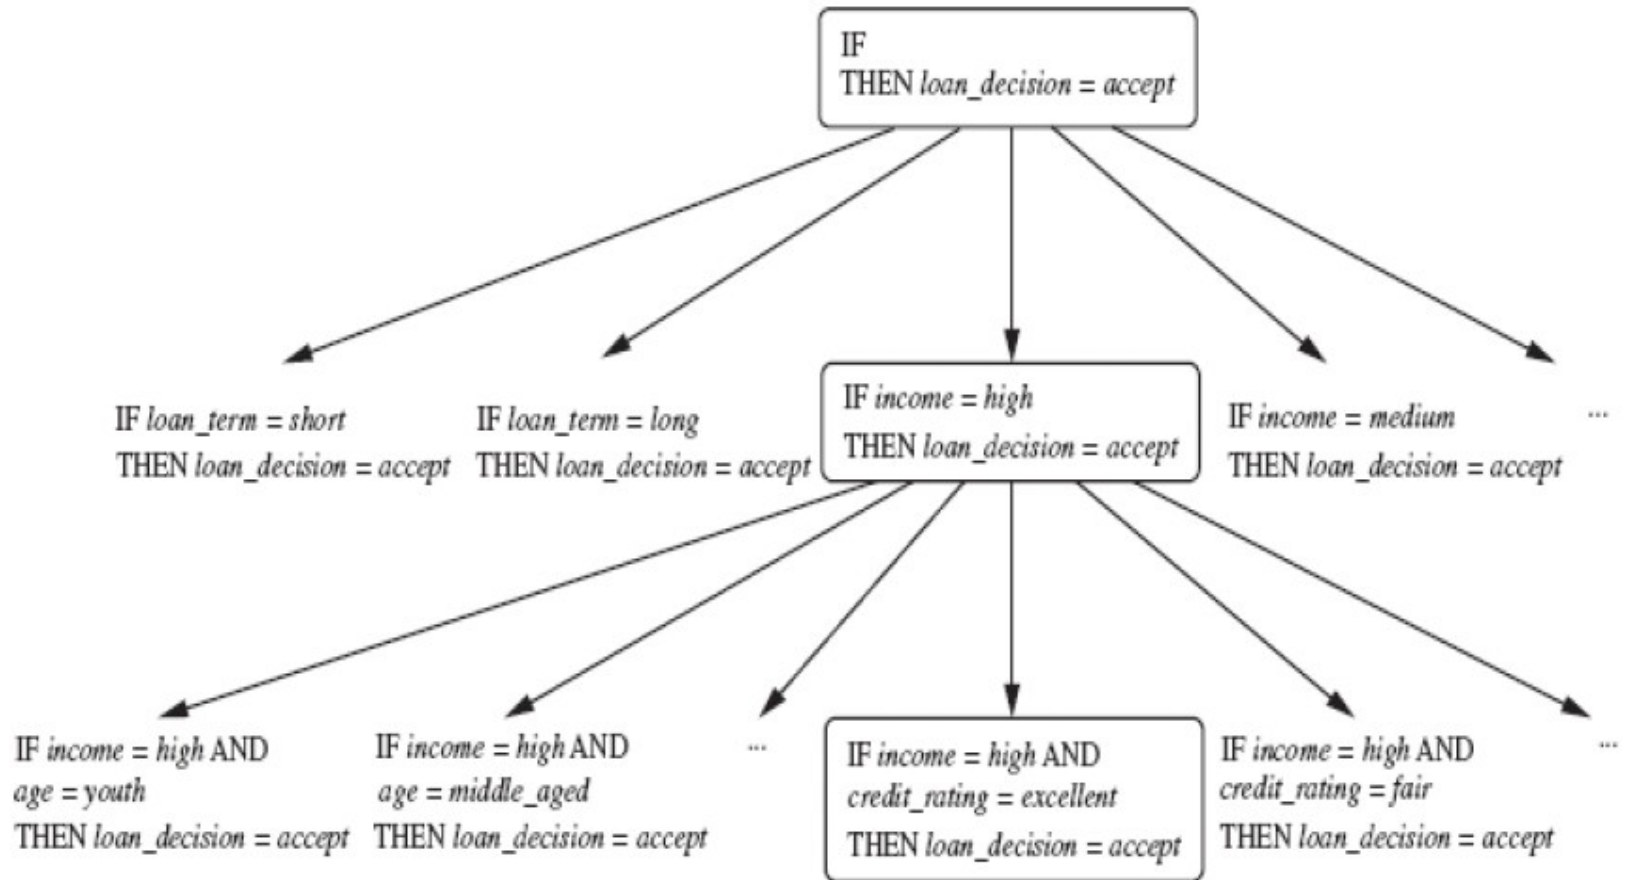 IF
THEN loan_decision = accept
IF loan_term = short
THEN loan_decision = accept
IF loan_term = long
THEN loan_decision = accept
IF income = high
THEN loan_decision = accept
IF income = medium
THEN loan_decision = accept
...
IF income = high AND
age = youth
THEN loan_decision = accept
IF income = high AND
age = middle_aged
THEN loan_decision = accept
...
IF income = high AND
credit_rating = excellent
THEN loan_decision = accept
IF income = high AND
credit_rating = fair
THEN loan_decision = accept
...